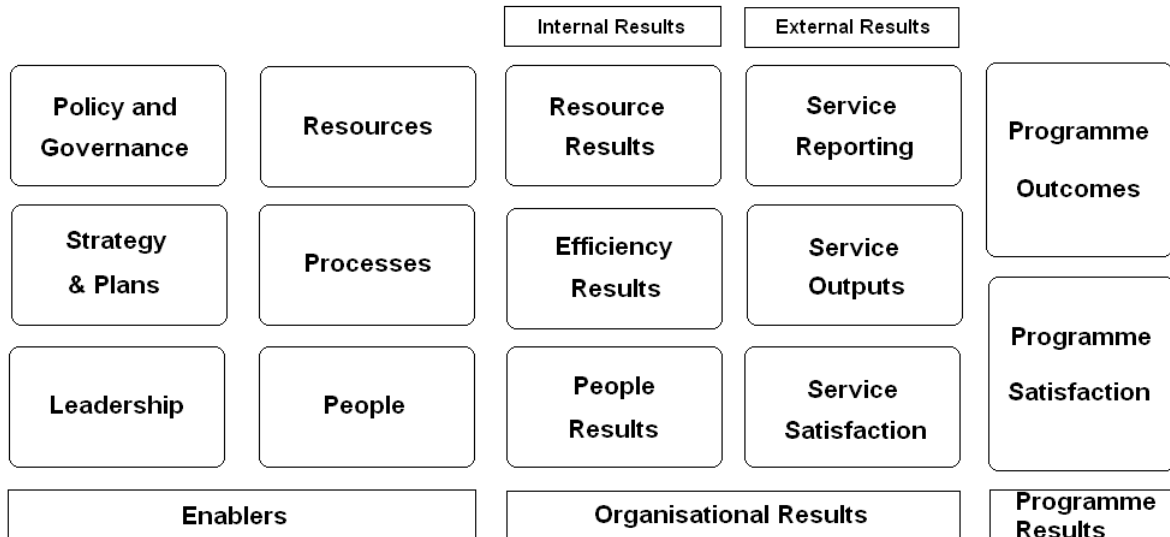 Internal Results
External Results
Policy and
Governance
Resources
Resource
Results
Service
Reporting
Programme
Outcomes
Strategy
& Plans
Processes
Efficiency
Results
Service
Outputs
Programme
Satisfaction
Leadership
People
People
Results
Service
Satisfaction
Enablers
Organisational Results
Programme
Results